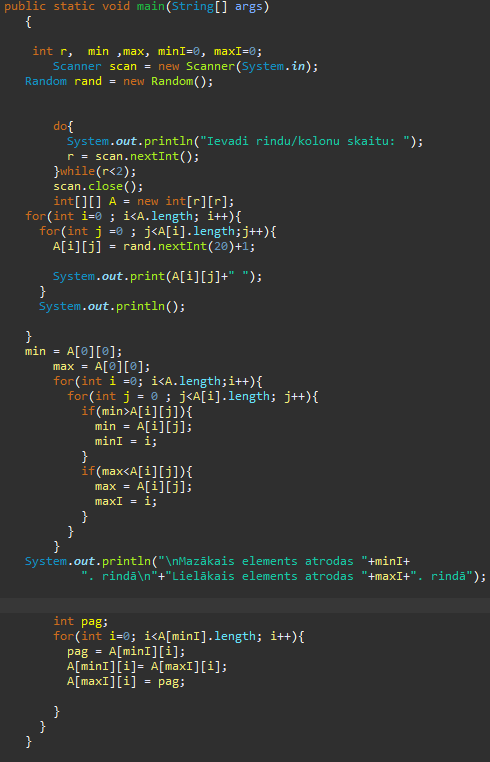 public static void main(String[] args)
{
int r,  min ,max, minI=0, maxI=0;
Scanner scan = new Scanner(System.in);
Random rand =new Random();
do{
System.out.println("Ievadi rindu/kolonu skaitu: ");
r = scan.nextInt();
}while(r<2);
scan.close();
int[][] A = new int[r][r];
for(int i=0 ; i<A.length; i++){
for(int j =0 ; j<A[i].length;j++){
A[i][j] = rand.nextInt(20)+1;
System.out.print(A[i][j]+" ");
}
System.out.println();
}
min = A[0][0];
max = A[0][0];
for(int i =0; i<A.length;i++){
for(int j = 0 ; j<A[i].length; j++){
if(min>A[i][j]){
min = A[i][j];
minI = i;
}
if(max<A[i][j]){
max = A[i][j];
maxI = i;
}
}
}
System.out.println("\nMazākais elements atrodas "+minI+
". rindā\n"+"Lielākais elements atrodas "+maxI+". rindā");
int pag;
for(int i=0; i<A[minI].length; i++){
pag = A[minI][i];
A[minI][i]= A[maxI][i];
A[maxI][i] = pag;
}
}
}